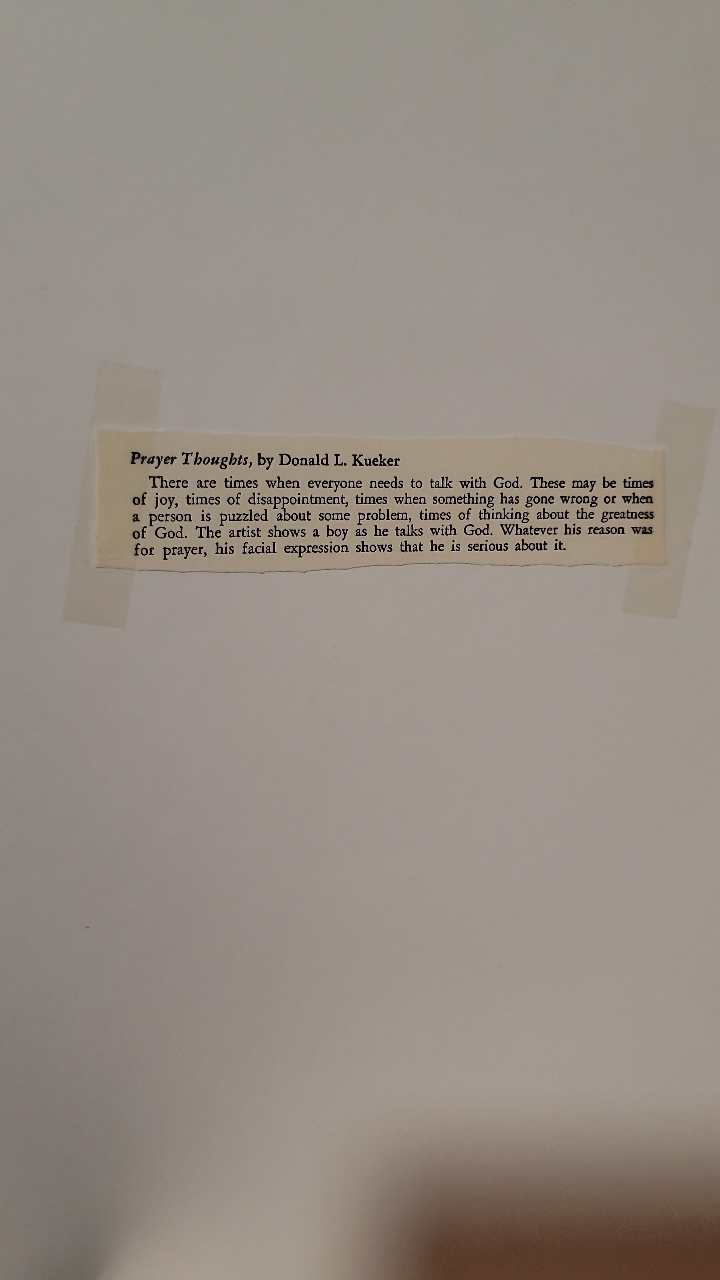 Prayer Thoughts, by Donald L. Kueker
There are times when everyone needs to talk with God. These may be times
of joy, times of disappointment, times when something has gone wrong or when
a person is puzzled about some problem, times of thinking about the greatness
of God. The artist shows a boy as he talks with God. Whatever his reason was
for prayer, his facial expression shows that he is serious about it.